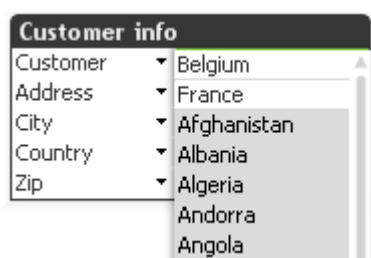 Customer info
Customer Belgium
Address France
City Afghanistan
Country Albania
Zip Algeria
Andorra
Angola